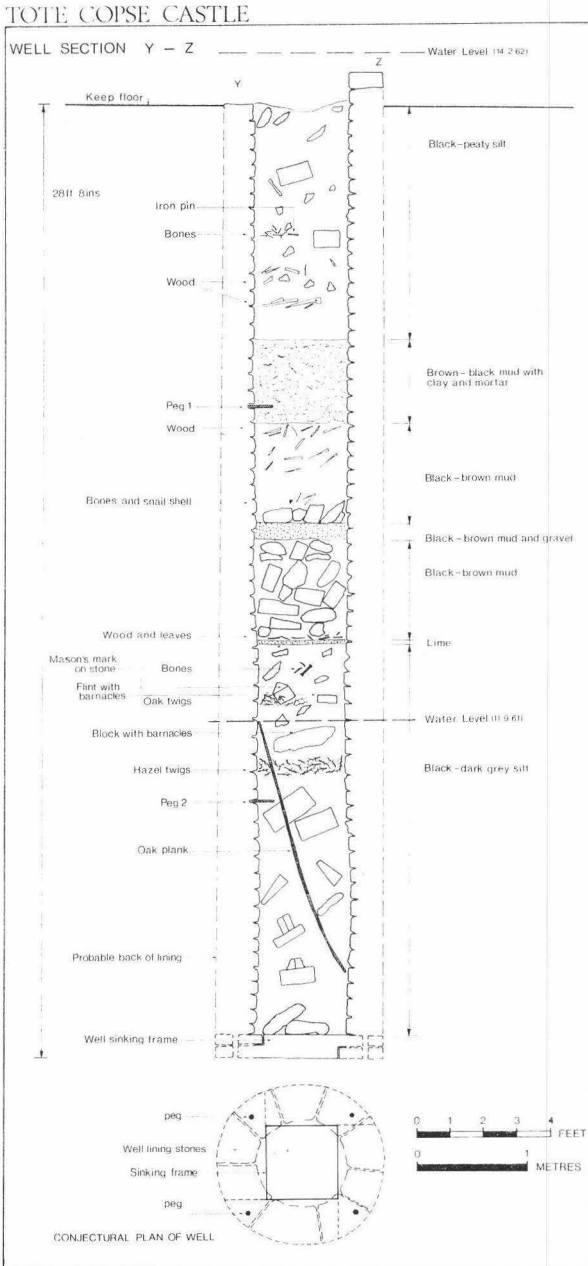 TOTE COPSE CASTLE
WELL SECTION Y – Z
Water Level (14·2·62)
Y
Z
Keep floor
Black-peaty silt
28ft 8ins
Iron pin
Bones
Wood
Brown-black mud with
clay and mortar
Peg 1
Wood
Black-brown mud
Bones and snail shell
Black-brown mud and gravel
Black-brown mud
Wood and leaves
Lime
Mason's mark
on stone
Bones
Flint with
barnacles
Oak twigs
Water Level (11·9·61)
Block with barnacles
Hazel twigs
Black-dark grey silt
Peg 2
Oak plank
Probable back of lining
Well sinking frame
peg
Well lining stones
Sinking frame
peg
0 1 2 3 4
FEET
0 1
METRES
CONJECTURAL PLAN OF WELL